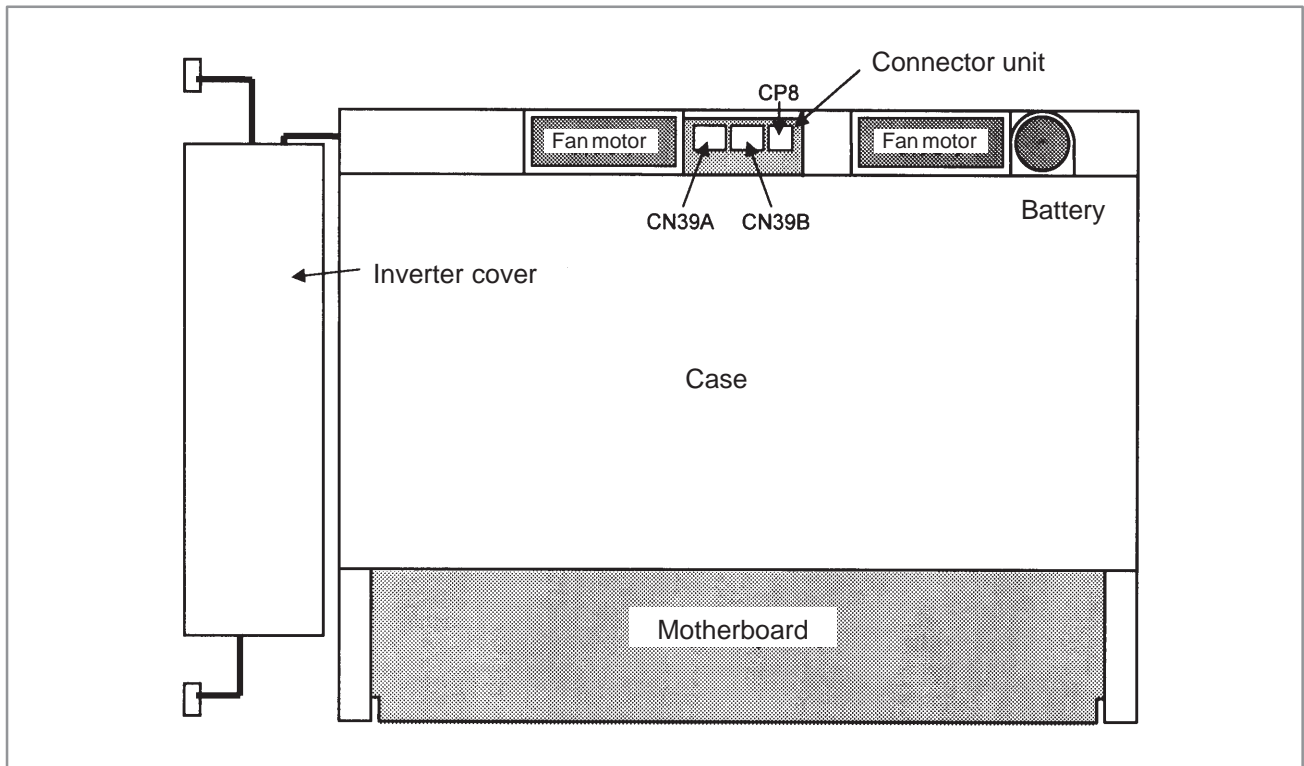 Connector unit
CP8
Fan motor
Fan motor
CN39A
CN39B
Battery
Inverter cover
Case
Motherboard